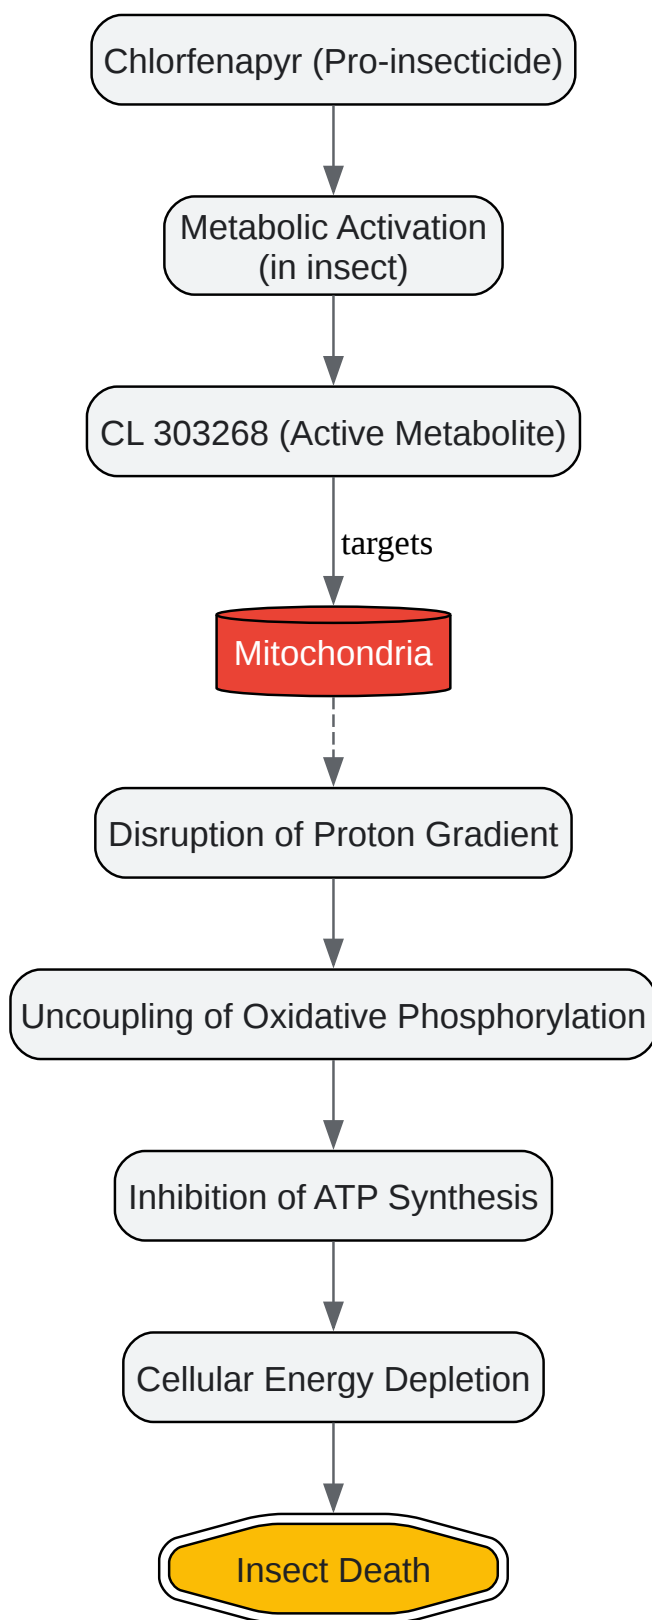 Chlorfenapyr (Pro-insecticide)
Metabolic Activation
(in insect)
CL 303268 (Active Metabolite)
targets
Mitochondria
Disruption of Proton Gradient
Uncoupling of Oxidative Phosphorylation
Inhibition of ATP Synthesis
Cellular Energy Depletion
Insect Death